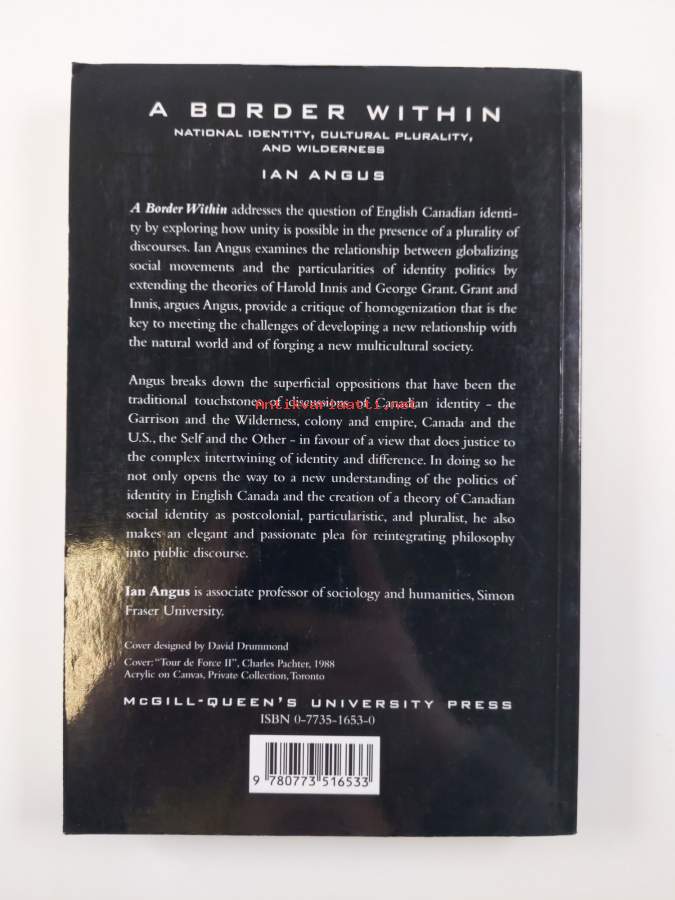 A BORDER WITHIN
NATIONAL IDENTITY, CULTURAL PLURALITY,
AND WILDERNESS
IAN ANGUS
A Border Within addresses the question of English Canadian identi-
ty by exploring how unity is possible in the presence of a plurality of
discourses. Ian Angus examines the relationship between globalizing
social movements and the particularities of identity politics by
extending the theories of Harold Innis and George Grant. Grant and
Innis, argues Angus, provide a critique of homogenization that is the
key to meeting the challenges of developing a new relationship with
the natural world and of forging a new multicultural society.
Angus breaks down the superficial oppositions that have been the
traditional touchstones of discussions of Canadian identity – the
Antikvariaatti.net
Garrison and the Wilderness, colony and empire, Canada and the
U.S., the Self and the Other – in favour of a view that does justice to
the complex intertwining of identity and difference. In doing so he
not only opens the way to a new understanding of the politics of
identity in English Canada and the creation of a theory of Canadian
social identity as postcolonial, particularistic, and pluralist, he also
makes an elegant and passionate plea for reintegrating philosophy
into public discourse.
Ian Angus is associate professor of sociology and humanities, Simon
Fraser University.
Cover designed by David Drummond
Cover: "Tour de Force II", Charles Pachter, 1988
Acrylic on Canvas, Private Collection, Toronto
McGILL-QUEEN'S UNIVERSITY PRESS
ISBN 0-7735-1653-0
9 780773 516533